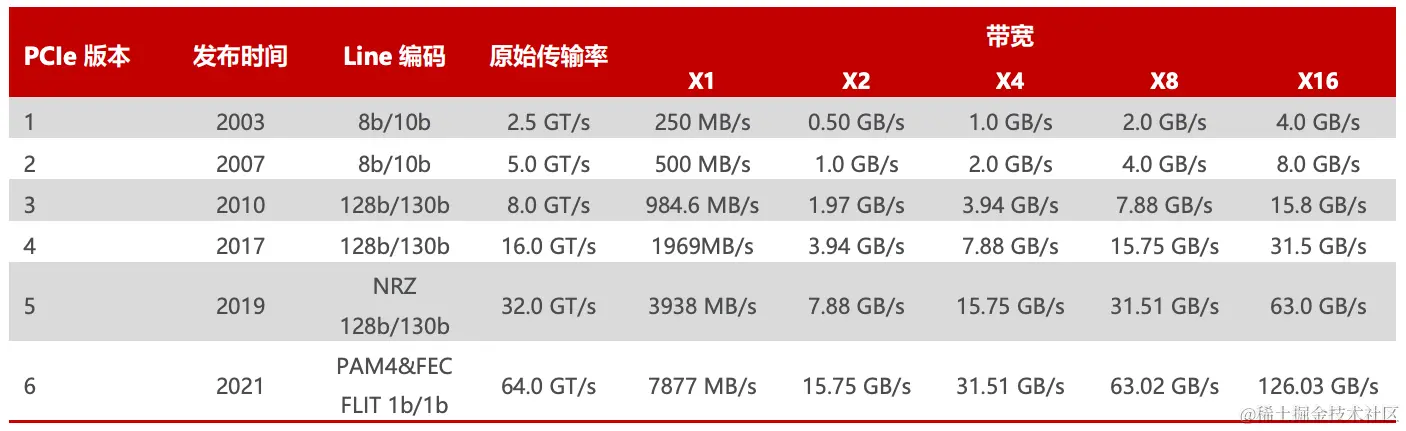 PCIe 版本 发布时间 Line 编码 原始传输率 带宽
X1 X2 X4 X8 X16
1 2003 8b/10b 2.5 GT/s 250 MB/s 0.50 GB/s 1.0 GB/s 2.0 GB/s 4.0 GB/s
2 2007 8b/10b 5.0 GT/s 500 MB/s 1.0 GB/s 2.0 GB/s 4.0 GB/s 8.0 GB/s
3 2010 128b/130b 8.0 GT/s 984.6 MB/s 1.97 GB/s 3.94 GB/s 7.88 GB/s 15.8 GB/s
4 2017 128b/130b 16.0 GT/s 1969MB/s 3.94 GB/s 7.88 GB/s 15.75 GB/s 31.5 GB/s
5 2019 NRZ 128b/130b 32.0 GT/s 3938 MB/s 7.88 GB/s 15.75 GB/s 31.51 GB/s 63.0 GB/s
6 2021 PAM4&FEC FLIT 1b/1b 64.0 GT/s 7877 MB/s 15.75 GB/s 31.51 GB/s 63.02 GB/s 126.03 GB/s
@稀土掘金技术社区